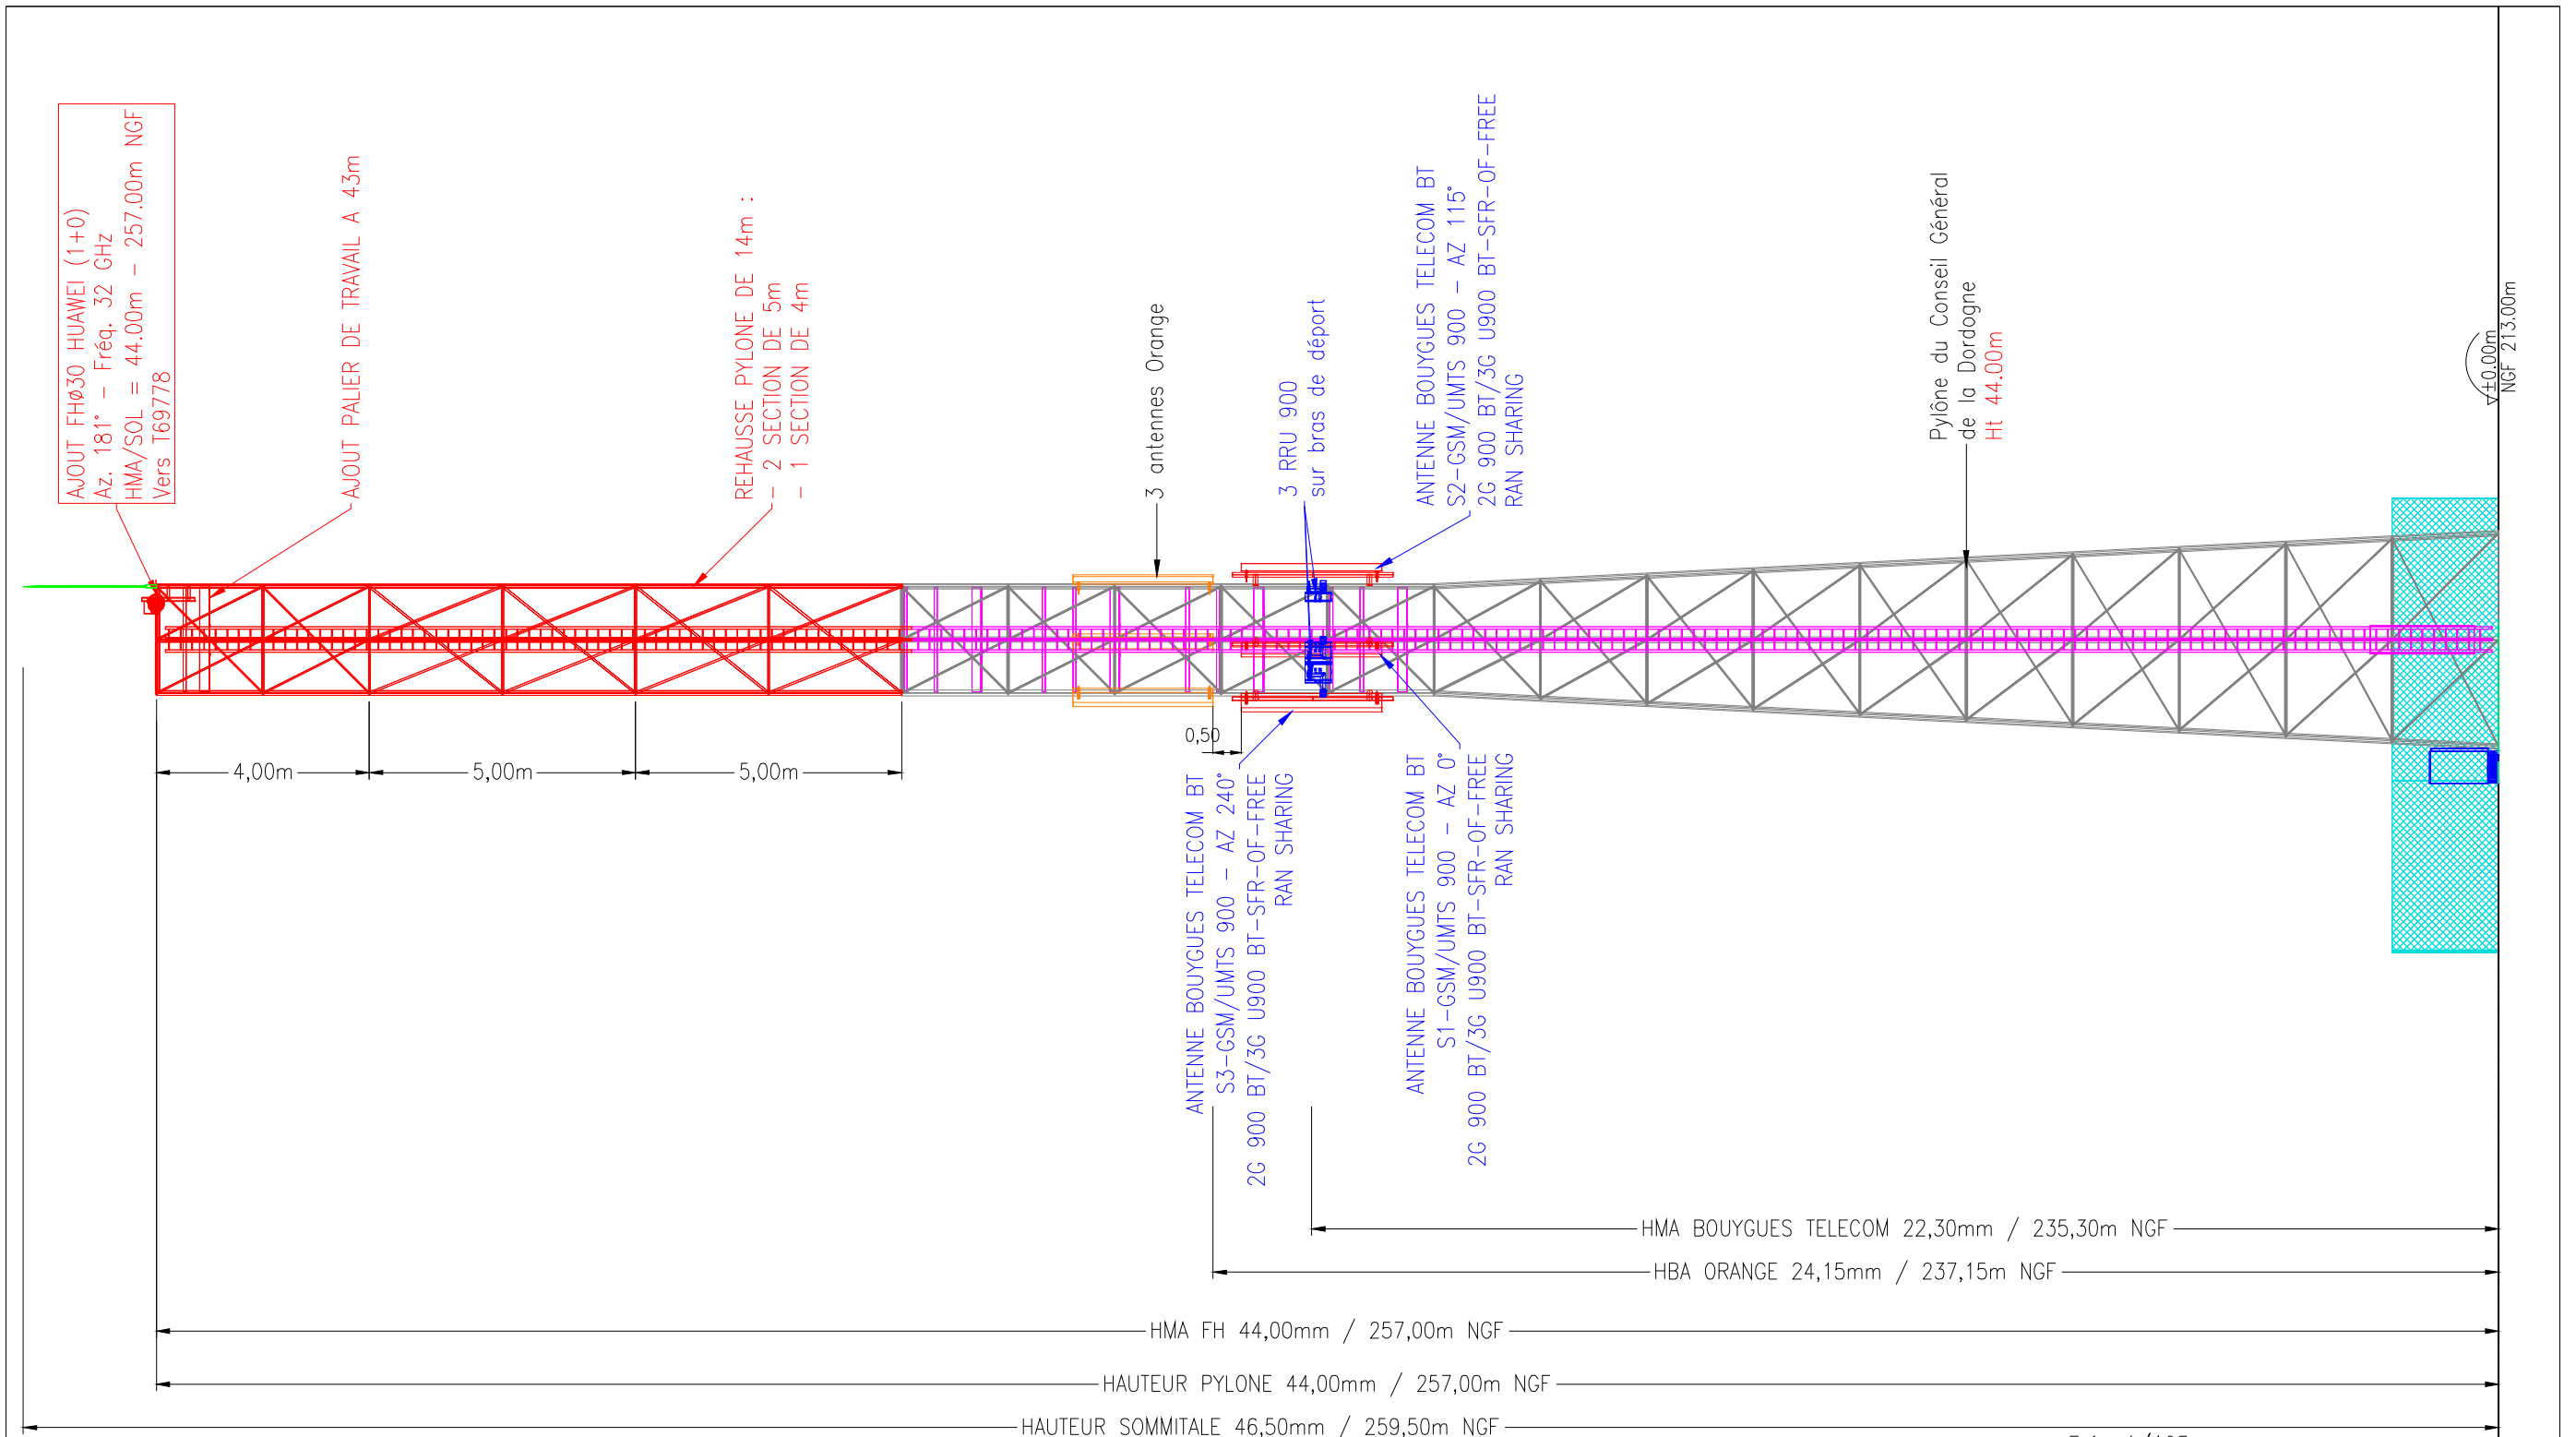 AJOUT FHø30 HUAWEI (1+0)
Az. 181° - Fréq. 32 GHz
HMA/SOL = 44.00m - 257.00m NGF
Vers T69778
AJOUT PALIER DE TRAVAIL A 43m
REHAUSSE PYLONE DE 14m :
- 2 SECTION DE 5m
- 1 SECTION DE 4m
3 antennes Orange
3 RRU 900
sur bras de déport
ANTENNE BOUYGUES TELECOM BT
S2-GSM/UMTS 900 - AZ 115°
2G 900 BT/3G U900 BT-SFR-OF-FREE
RAN SHARING
Pylône du Conseil Général
de la Dordogne
Ht 44.00m
±0.00m
NGF 213.00m
4,00m
5,00m
5,00m
0,50
ANTENNE BOUYGUES TELECOM BT
S3-GSM/UMTS 900 - AZ 240°
2G 900 BT/3G U900 BT-SFR-OF-FREE
RAN SHARING
ANTENNE BOUYGUES TELECOM BT
S1-GSM/UMTS 900 - AZ 0°
2G 900 BT/3G U900 BT-SFR-OF-FREE
RAN SHARING
HMA BOUYGUES TELECOM 22,30mm / 235,30m NGF
HBA ORANGE 24,15mm / 237,15m NGF
HMA FH 44,00mm / 257,00m NGF
HAUTEUR PYLONE 44,00mm / 257,00m NGF
HAUTEUR SOMMITALE 46,50mm / 259,50m NGF